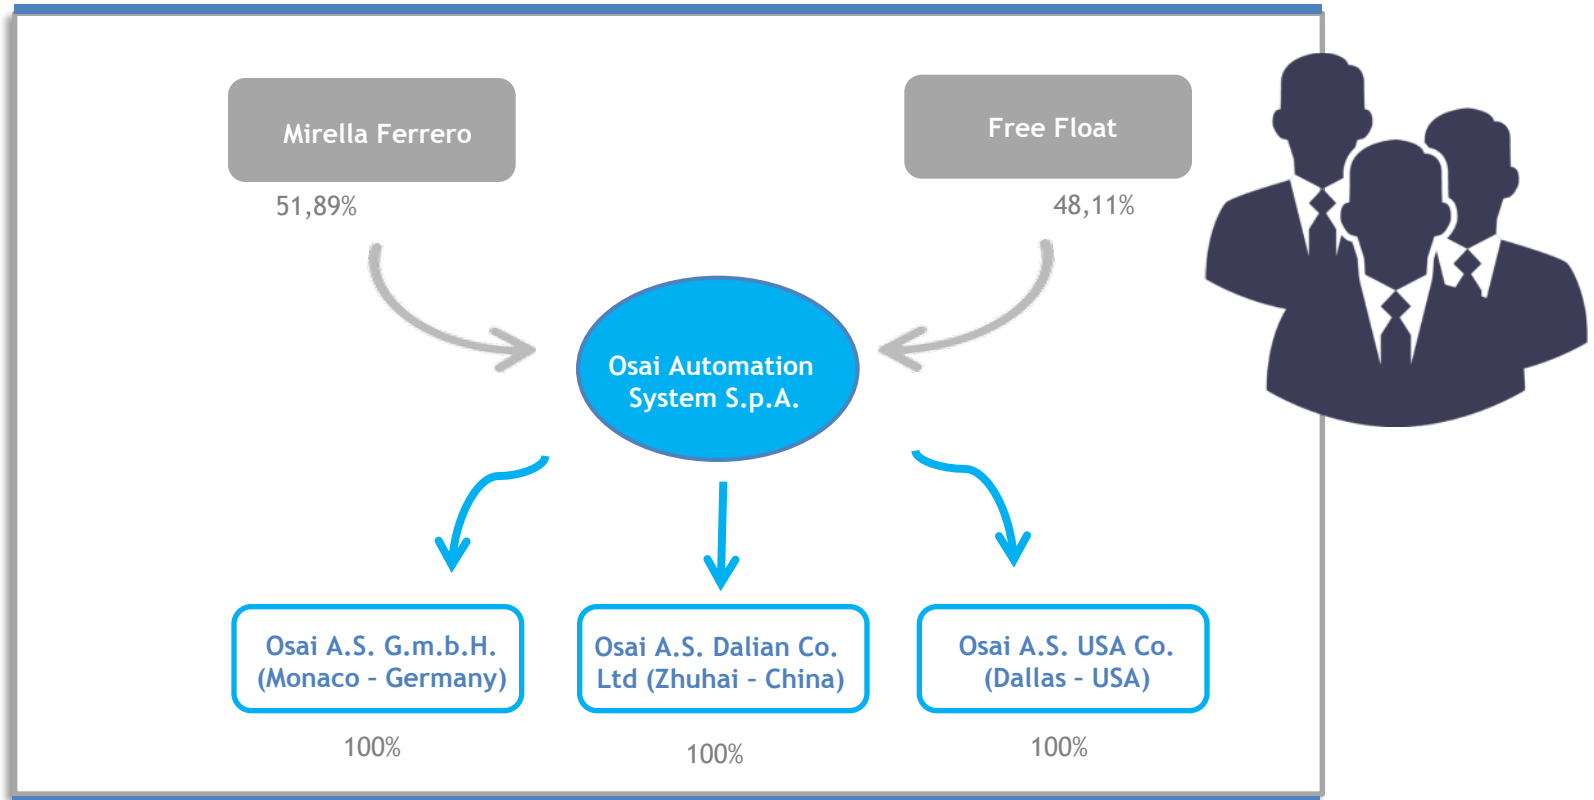 Mirella Ferrero
Free Float
51,89%
48,11%
Osai Automation
System S.p.A.
Osai A.S. G.m.b.H.
(Monaco – Germany)
Osai A.S. Dalian Co.
Ltd (Zhuhai – China)
Osai A.S. USA Co.
(Dallas – USA)
100%
100%
100%